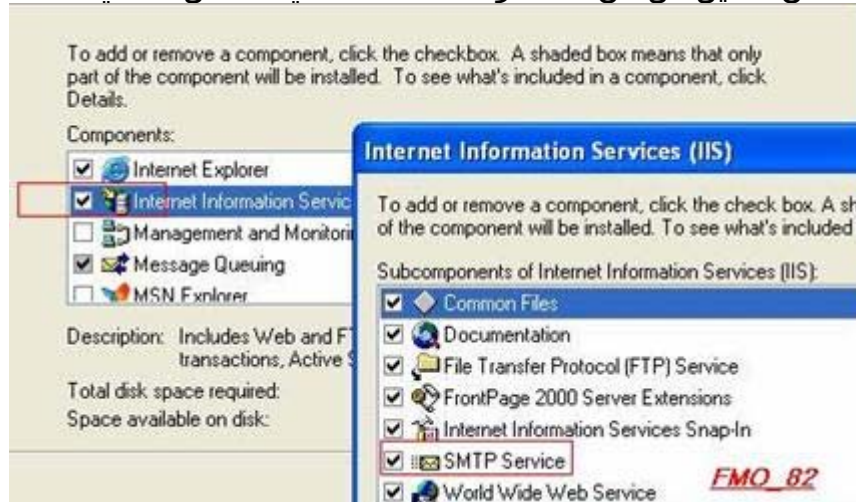 To add or remove a component, click the checkbox. A shaded box means that only
part of the component will be installed. To see what's included in a component, click
Details.
Components:
Internet Explorer
Internet Information Servic
Management and Monitorin
Message Queuing
MSN Explorer
Description: Includes Web and F
transactions, Active S
Total disk space required:
Space available on disk:
Internet Information Services (IIS)
To add or remove a component, click the check box. A sh
of the component will be installed. To see what's included
Subcomponents of Internet Information Services (IIS):
Common Files
Documentation
File Transfer Protocol (FTP) Service
FrontPage 2000 Server Extensions
Internet Information Services Snap-In
SMTP Service
World Wide Web Service
FMO_82